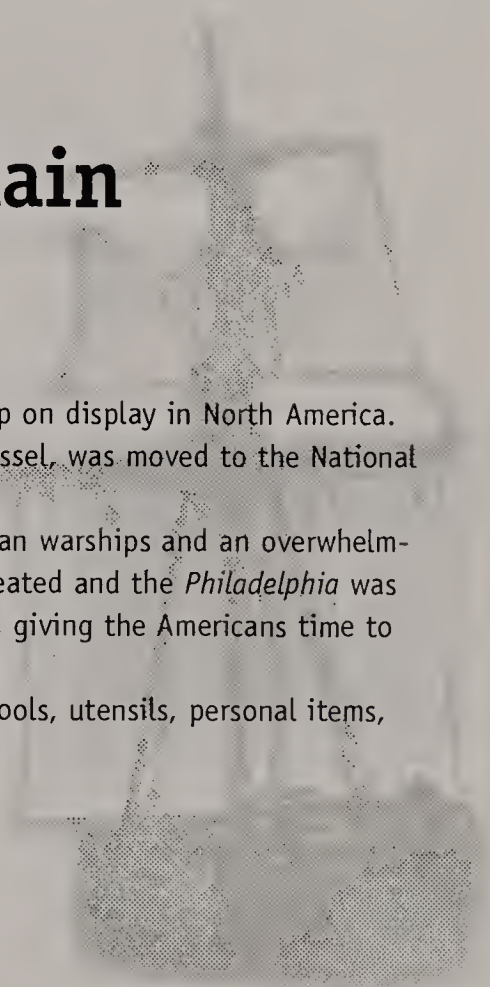 ain
p on display in North America.
ssel, was moved to the National
an warships and an overwhelm-
eated and the Philadelphia was
giving the Americans time to
ools, utensils, personal items,